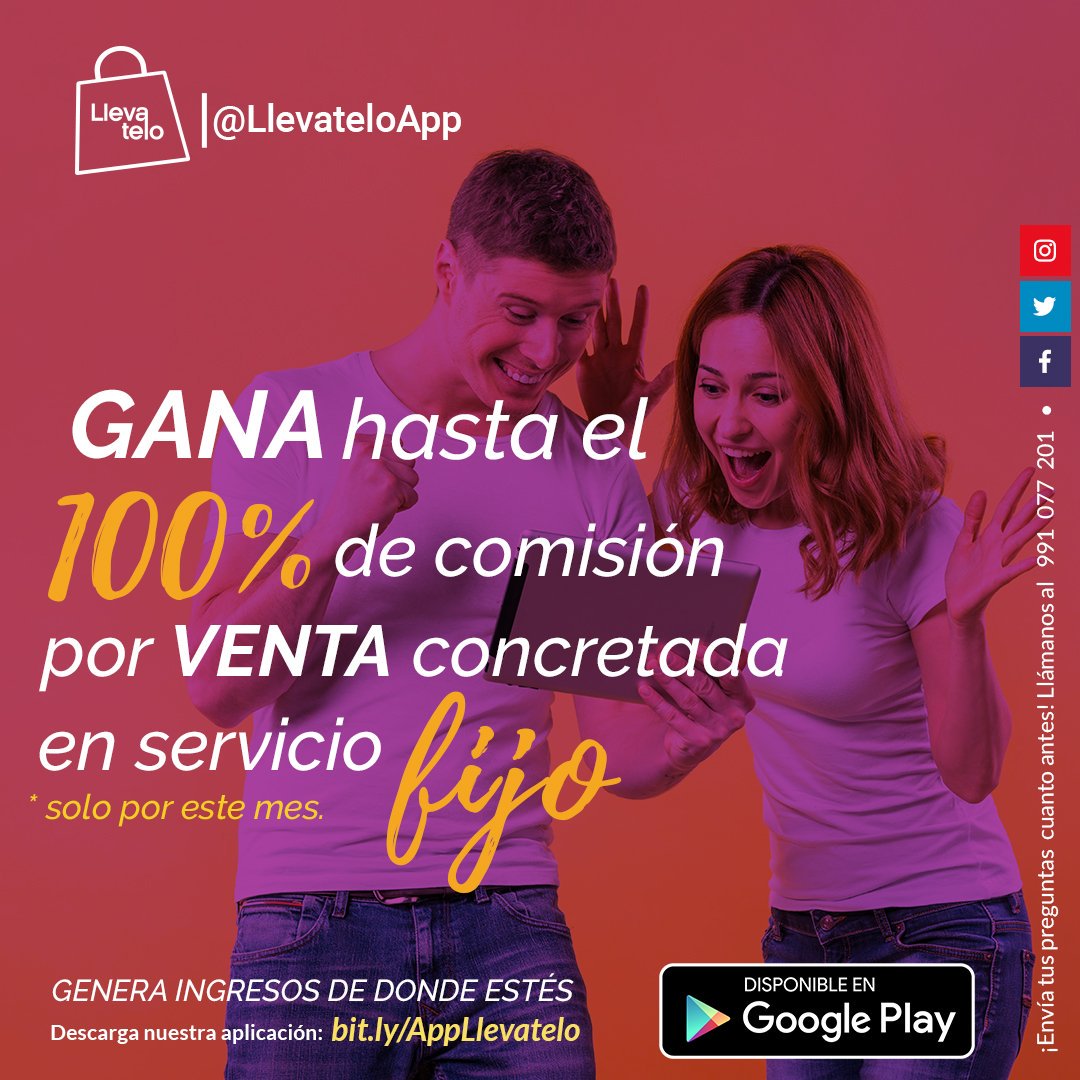 Lleva
telo
|@LlevateloApp
GANA hasta el
100% de comisión
por VENTA concretada
en servicio fijo
* solo por este mes.
GENERA INGRESOS DE DONDE ESTÉS
Descarga nuestra aplicación: bit.ly/AppLlevatelo
DISPONIBLE EN
Google Play
¡Envía tus preguntas cuanto antes! Llámanos al 991 077 201 •